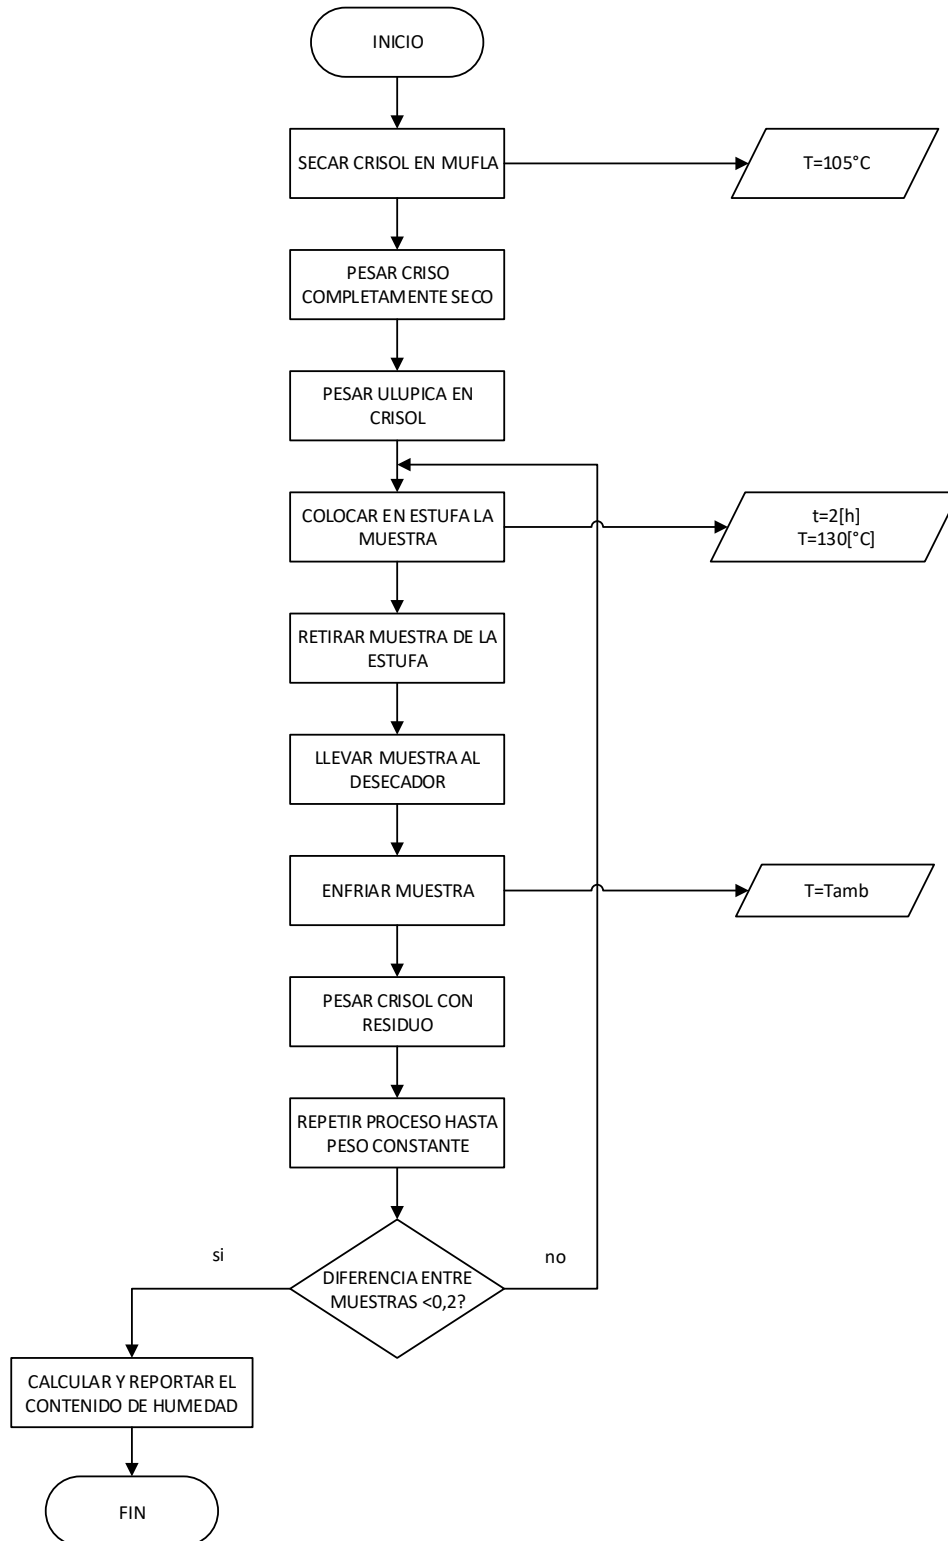 INICIO
SECAR CRISOL EN MUFLA
T=105°C
PESAR CRISO
COMPLETAMENTE SECO
PESAR ULUPICA EN
CRISOL
COLOCAR EN ESTUFA LA
MUESTRA
t=2[h]
T=130[°C]
RETIRAR MUESTRA DE LA
ESTUFA
LLEVAR MUESTRA AL
DESECADOR
ENFRIAR MUESTRA
T=Tamb
PESAR CRISOL CON
RESIDUO
REPETIR PROCESO HASTA
PESO CONSTANTE
si
no
DIFERENCIA ENTRE
MUESTRAS <0,2?
CALCULAR Y REPORTAR EL
CONTENIDO DE HUMEDAD
FIN